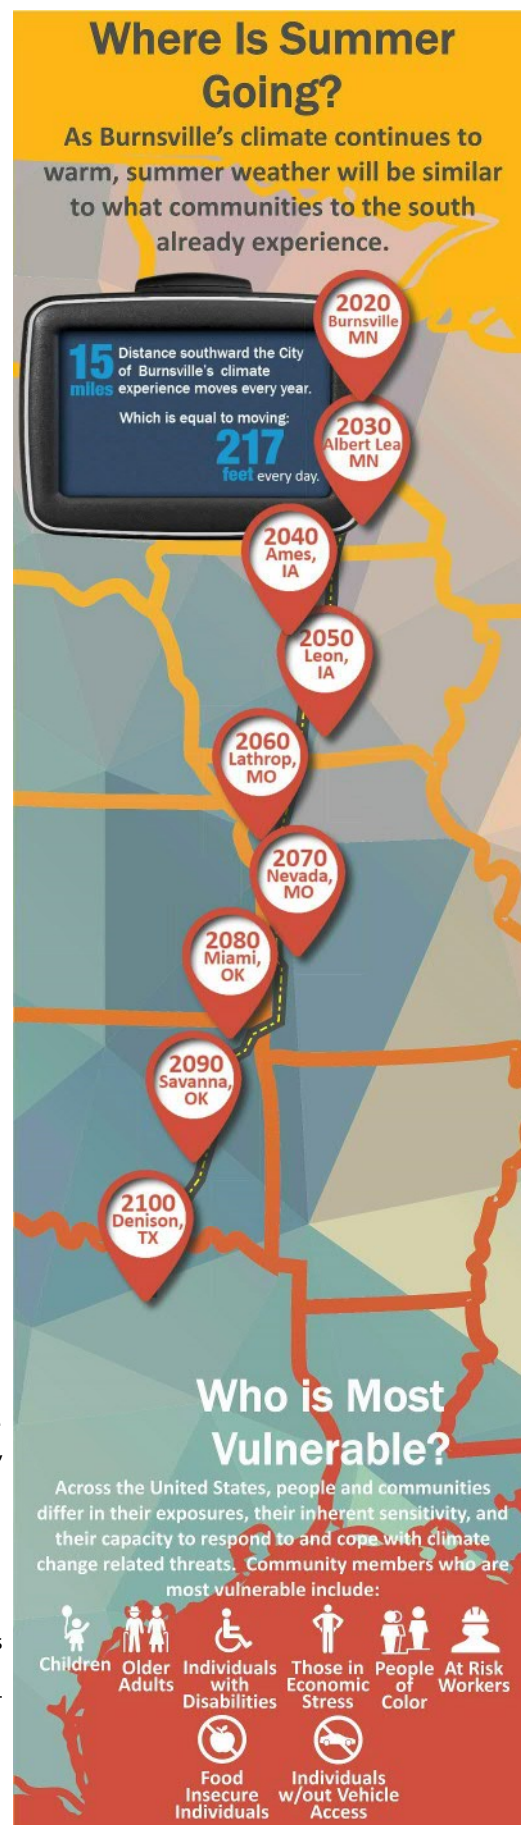 Where Is Summer
Going?
As Burnsville's climate continues to
warm, summer weather will be similar
to what communities to the south
already experience.
15
miles
Distance southward the City
of Burnsville's climate
experience moves every year.
Which is equal to moving:
217
feet every day.
2020
Burnsville
MN
2030
Albert Lea
MN
2040
Ames,
IA
2050
Leon,
IA
2060
Lathrop,
MO
2070
Nevada,
MO
2080
Miami,
OK
2090
Savanna,
OK
2100
Denison,
TX
Who is Most
Vulnerable?
Across the United States, people and communities
differ in their exposures, their inherent sensitivity, and
their capacity to respond to and cope with climate
change related threats. Community members who are
most vulnerable include:
Children
Older
Adults
Individuals
with
Disabilities
Those in
Economic
Stress
People
of
Color
At Risk
Workers
Food
Insecure
Individuals
Individuals
w/out Vehicle
Access